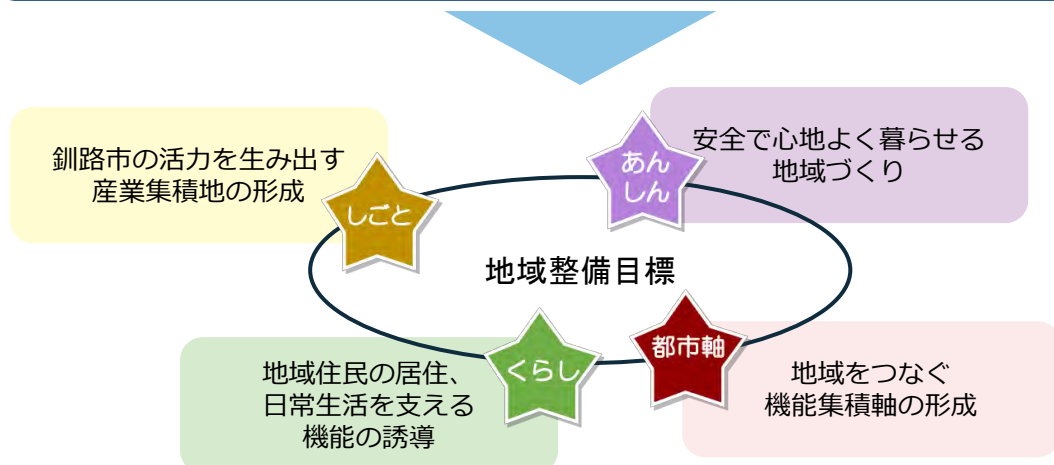 釧路市の活力を生み出す
産業集積地の形成
しごと
あん
しん
安全で心地よく暮らせる
地域づくり
地域整備目標
地域住民の居住、
日常生活を支える
機能の誘導
くらし
都市軸
地域をつなぐ
機能集積軸の形成